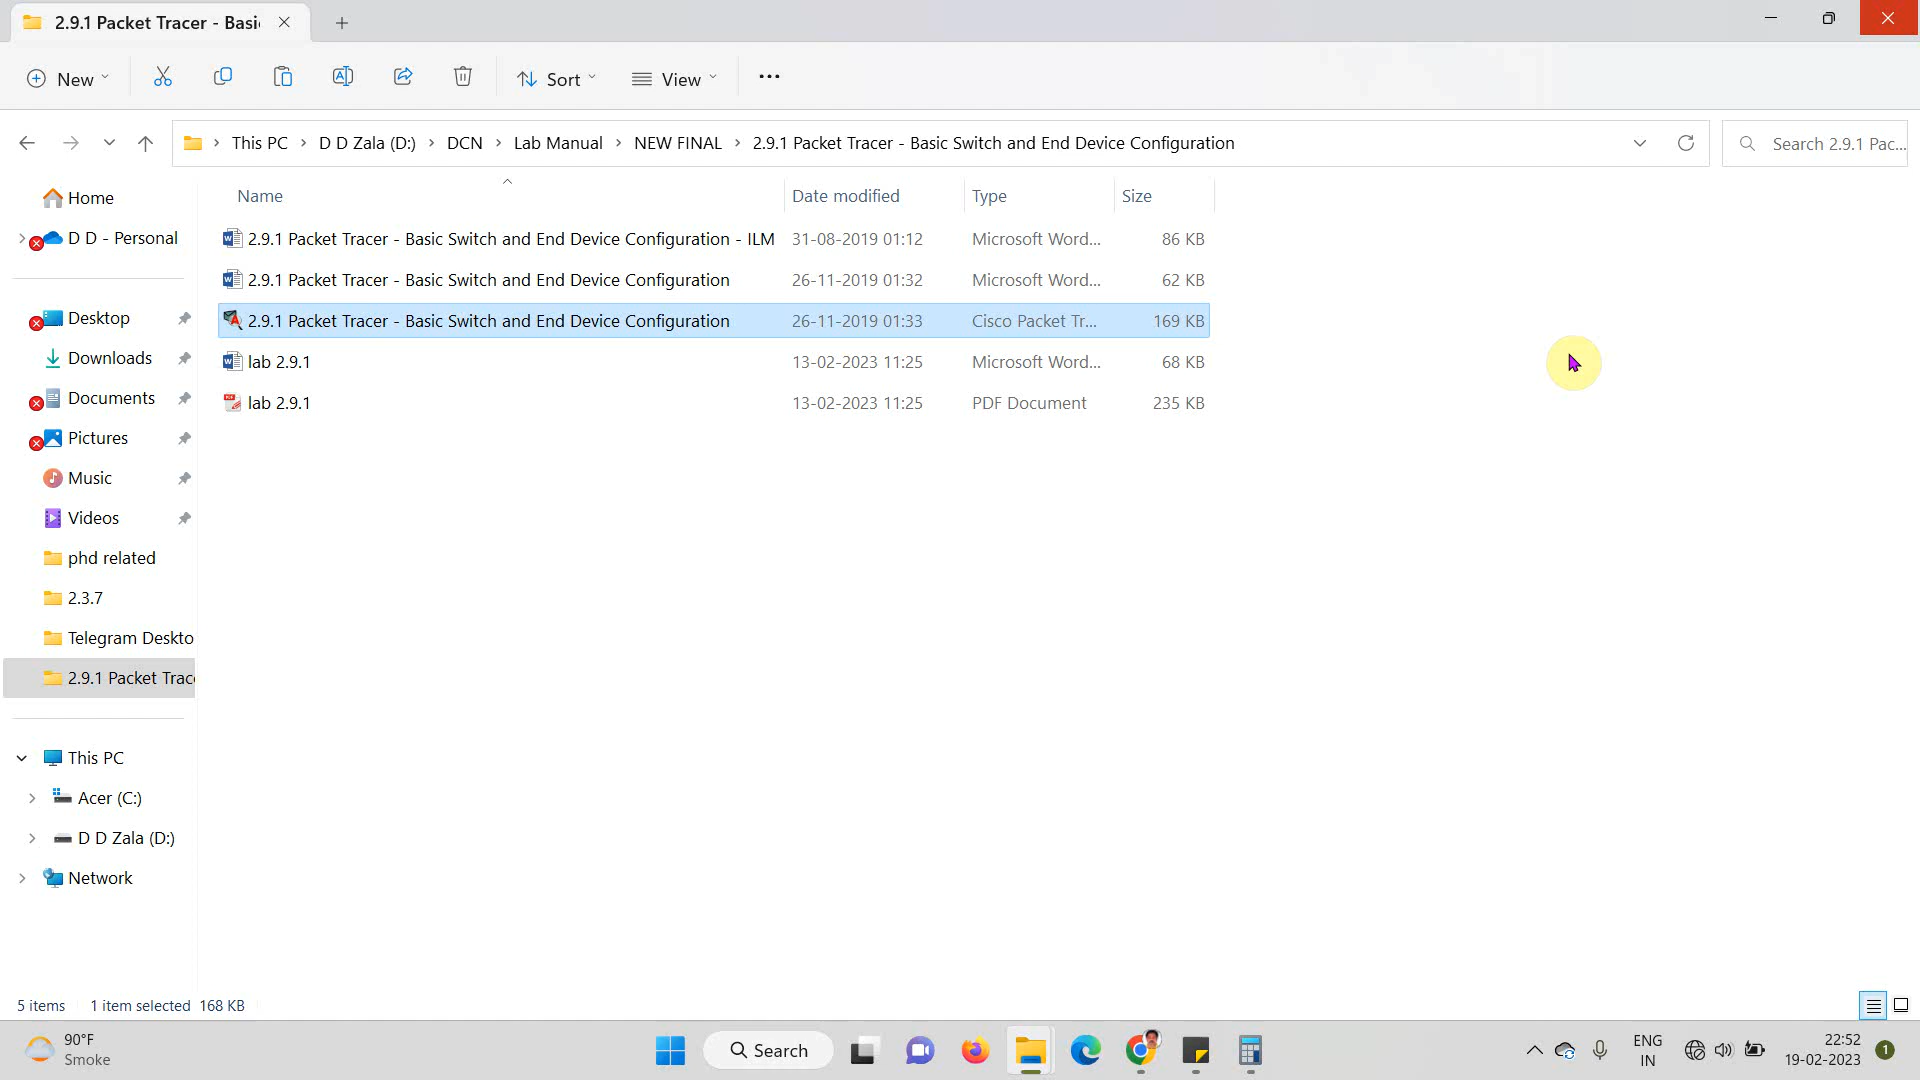 2.9.1 Packet Tracer - Basi
New
Sort
View
This PC
D D Zala (D:)
DCN
Lab Manual
NEW FINAL
2.9.1 Packet Tracer - Basic Switch and End Device Configuration
Search 2.9.1 Pac...
Name
Date modified
Type
Size
2.9.1 Packet Tracer - Basic Switch and End Device Configuration - ILM 31-08-2019 01:12 Microsoft Word... 86 KB
2.9.1 Packet Tracer - Basic Switch and End Device Configuration 26-11-2019 01:32 Microsoft Word... 62 KB
2.9.1 Packet Tracer - Basic Switch and End Device Configuration 26-11-2019 01:33 Cisco Packet Tr... 169 KB
lab 2.9.1 13-02-2023 11:25 Microsoft Word... 68 KB
lab 2.9.1 13-02-2023 11:25 PDF Document 235 KB
Home
D D - Personal
Desktop
Downloads
Documents
Pictures
Music
Videos
phd related
2.3.7
Telegram Deskto
2.9.1 Packet Trac
This PC
Acer (C:)
D D Zala (D:)
Network
5 items 1 item selected 168 KB
90°F
Smoke
Search
ENG
IN
22:52
19-02-2023
1